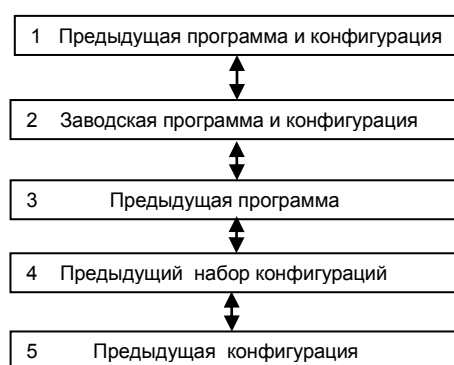 1 Предыдущая программа и конфигурация
2 Заводская программа и конфигурация
3 Предыдущая программа
4 Предыдущий набор конфигураций
5 Предыдущая конфигурация